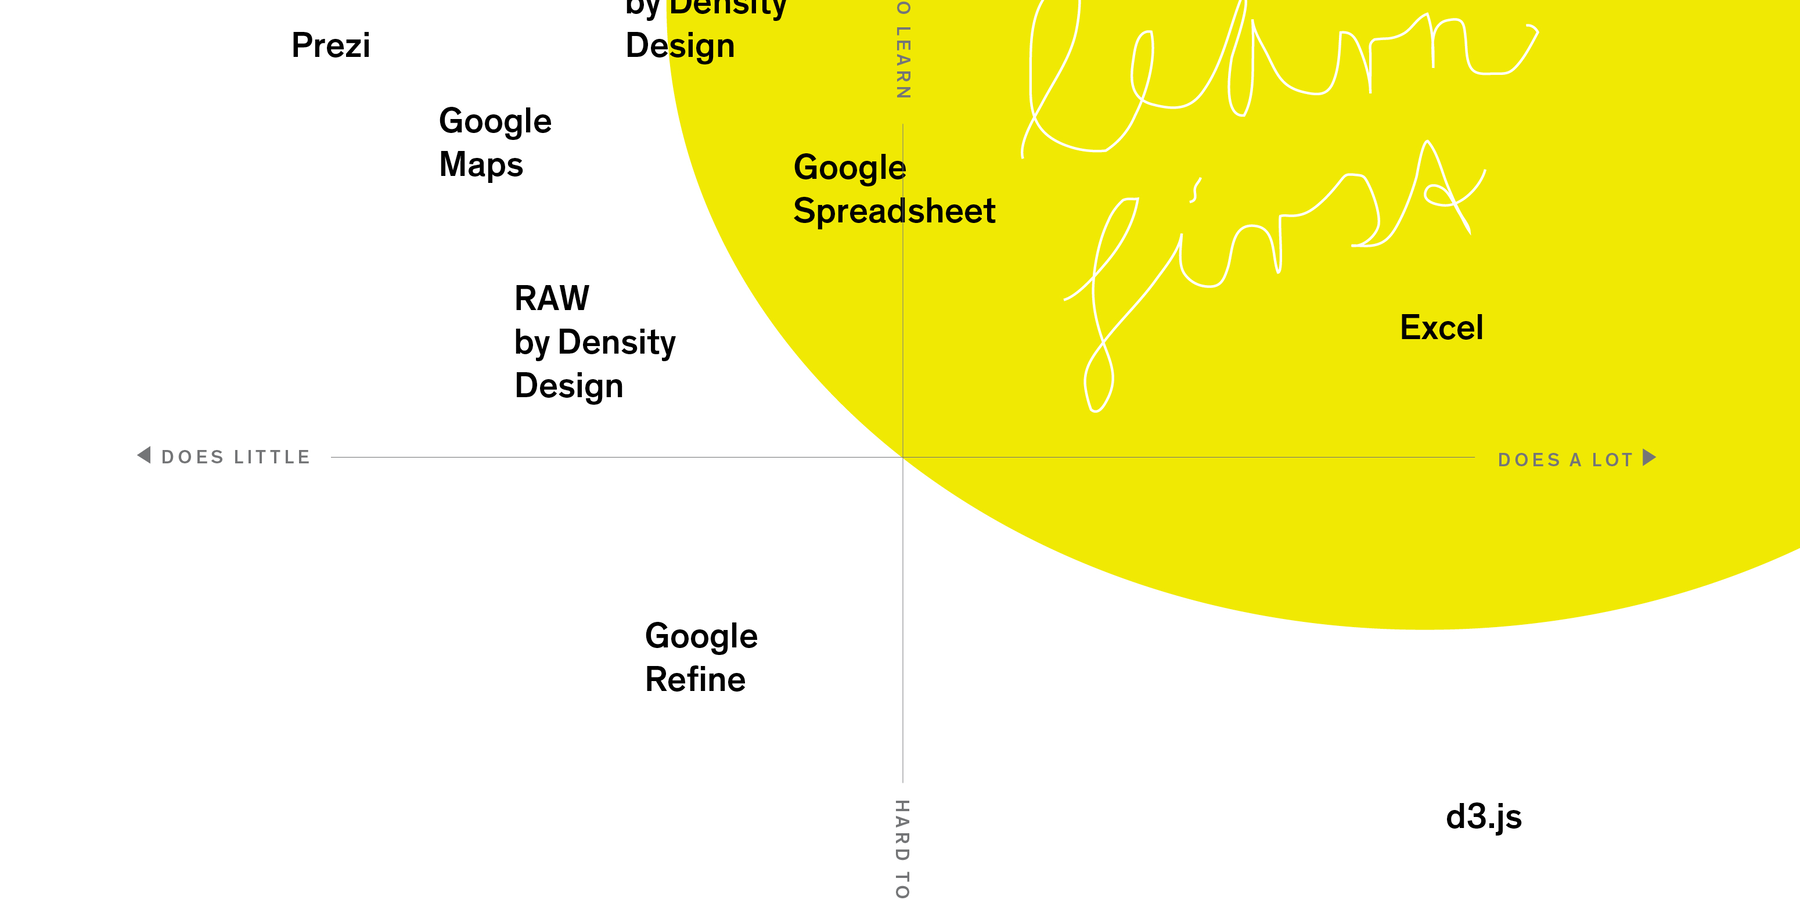 by Density
Design
Prezi
O LEARN
learn
first
Google
Maps
Google
Spreadsheet
RAW
by Density
Design
Excel
DOES LITTLE
DOES A LOT
Google
Refine
HARD TO
d3.js